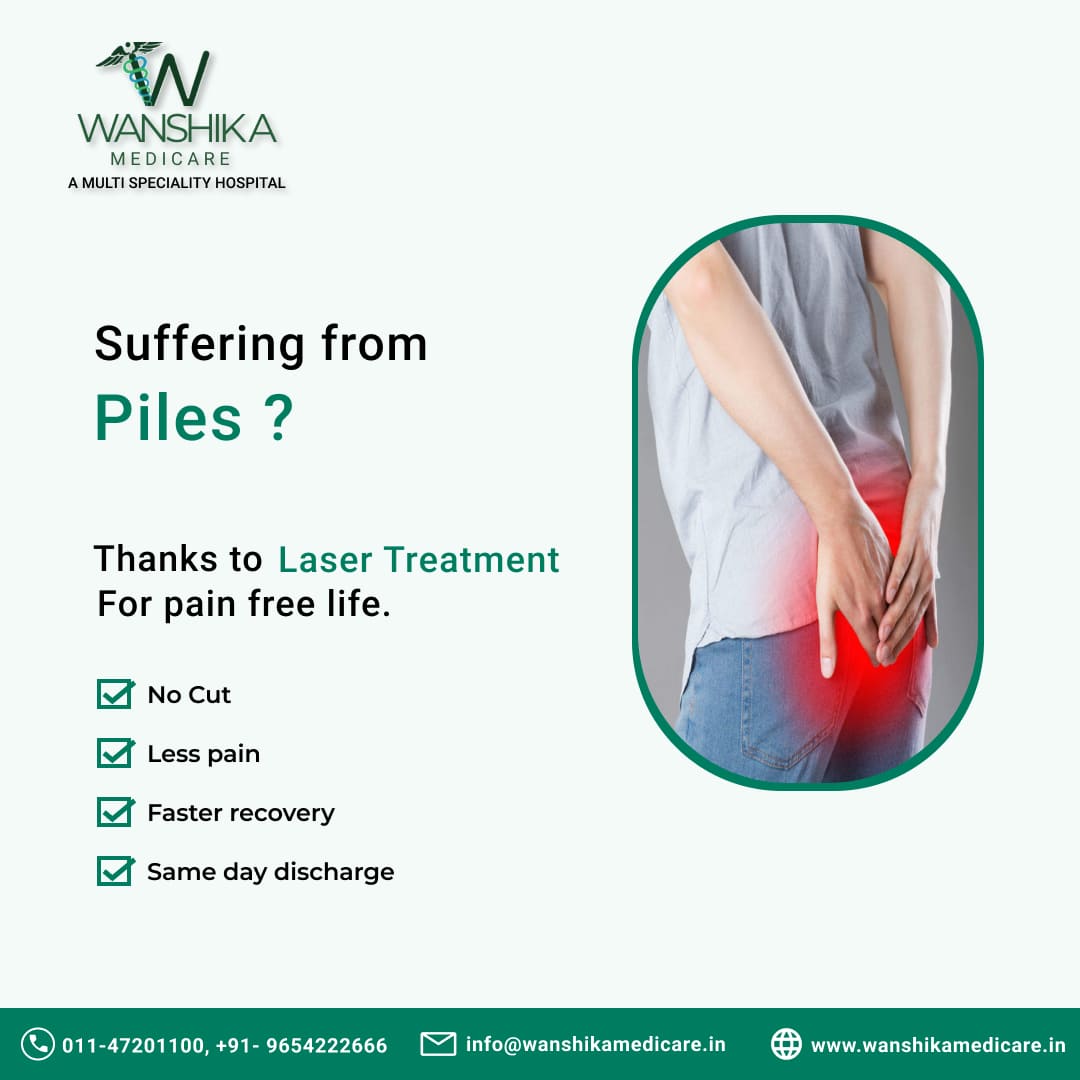 W
WANSHIKA
MEDICARE
A MULTI SPECIALITY HOSPITAL
Suffering from
Piles ?
Thanks to Laser Treatment
For pain free life.
No Cut
Less pain
Faster recovery
Same day discharge
011-47201100, +91- 9654222666 info@wanshikamedicare.in www.wanshikamedicare.in